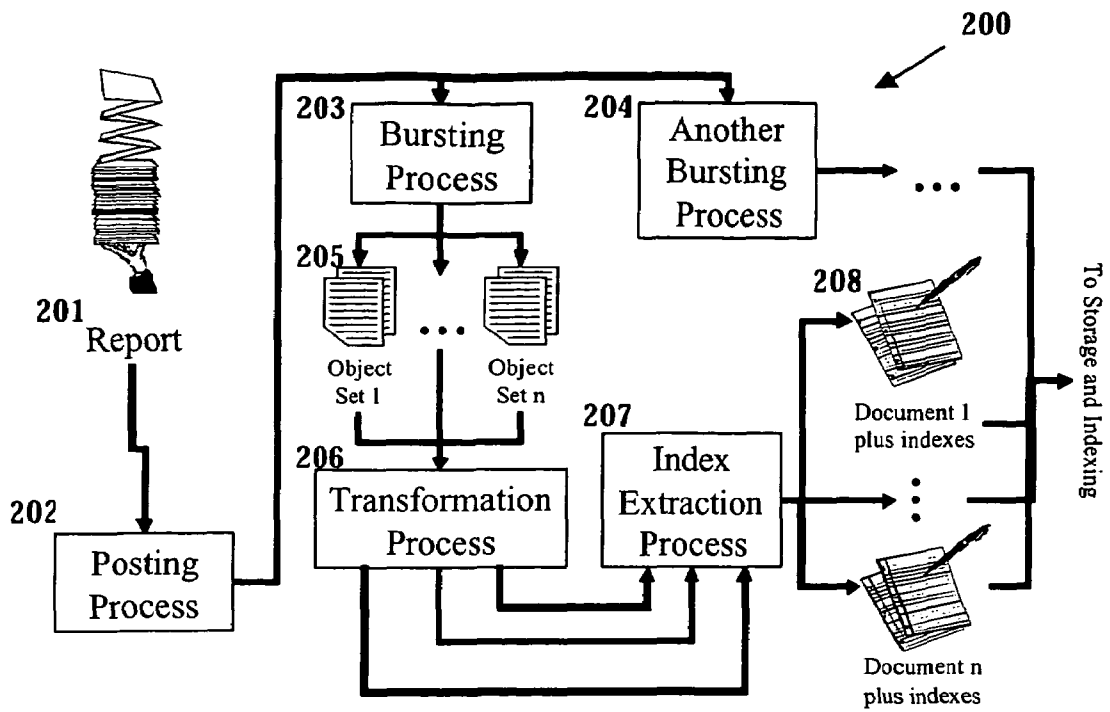 200
203
Bursting
Process
204
Another
Bursting
Process
201
Report
205
Object
Set 1
Object
Set n
208
Document 1
plus indexes
To Storage and Indexing
202
Posting
Process
206
Transformation
Process
207
Index
Extraction
Process
Document n
plus indexes